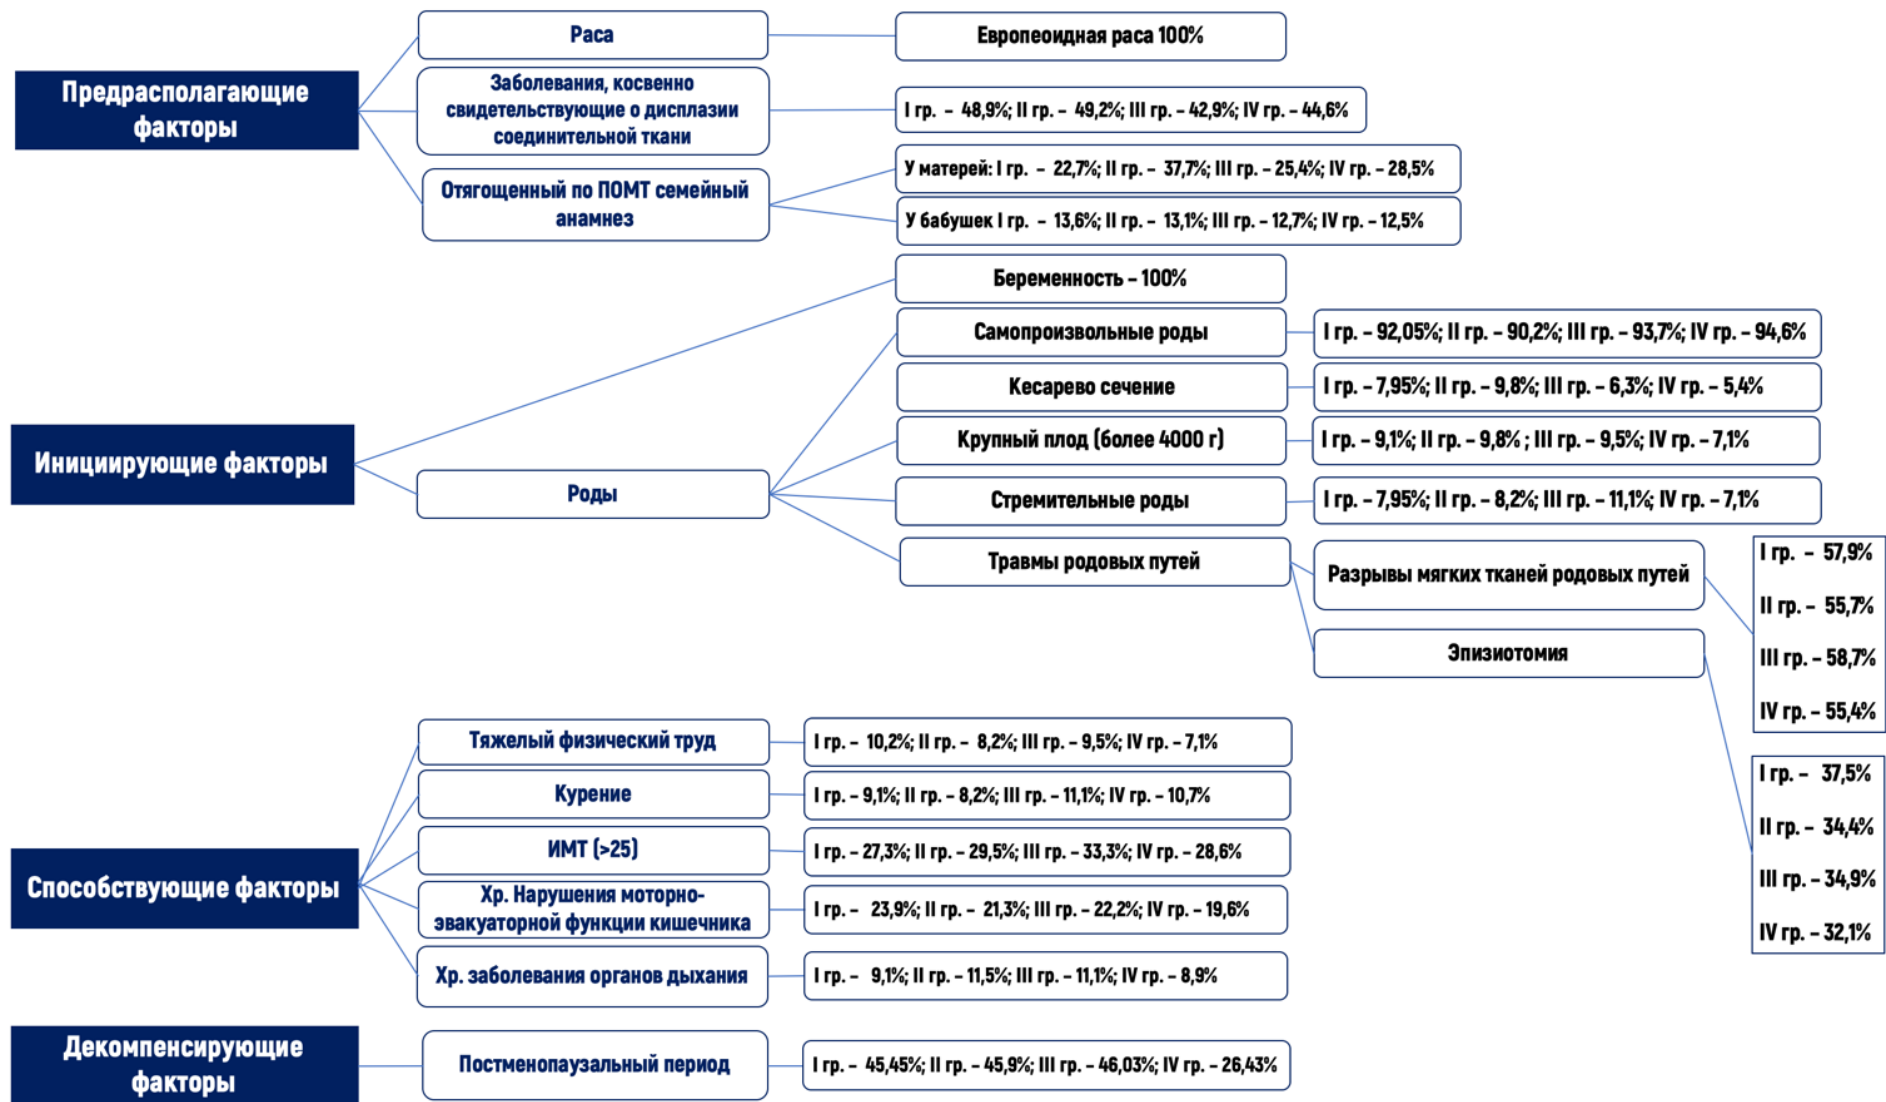 Предрасполагающие
факторы
Раса
Европеоидная раса 100%
Заболевания, косвенно
свидетельствующие о дисплазии
соединительной ткани
I гр. – 48,9%; II гр. – 49,2%; III гр. – 42,9%; IV гр. – 44,6%
Отягощенный по ПОМТ семейный
анамнез
У матерей: I гр. – 22,7%; II гр. – 37,7%; III гр. – 25,4%; IV гр. – 28,5%
У бабушек I гр. – 13,6%; II гр. – 13,1%; III гр. – 12,7%; IV гр. – 12,5%
Инициирующие факторы
Беременность – 100%
Роды
Самопроизвольные роды
I гр. – 92,05%; II гр. – 90,2%; III гр. – 93,7%; IV гр. – 94,6%
Кесарево сечение
I гр. – 7,95%; II гр. – 9,8%; III гр. – 6,3%; IV гр. – 5,4%
Крупный плод (более 4000 г)
I гр. – 9,1%; II гр. – 9,8% ; III гр. – 9,5%; IV гр. – 7,1%
Стремительные роды
I гр. – 7,95%; II гр. – 8,2%; III гр. – 11,1%; IV гр. – 7,1%
Травмы родовых путей
Разрывы мягких тканей родовых путей
I гр. – 57,9%
II гр. – 55,7%
III гр. – 58,7%
IV гр. – 55,4%
Эпизиотомия
I гр. – 37,5%
II гр. – 34,4%
III гр. – 34,9%
IV гр. – 32,1%
Способствующие факторы
Тяжелый физический труд
I гр. – 10,2%; II гр. – 8,2%; III гр. – 9,5%; IV гр. – 7,1%
Курение
I гр. – 9,1%; II гр. – 8,2%; III гр. – 11,1%; IV гр. – 10,7%
ИМТ (>25)
I гр. – 27,3%; II гр. – 29,5%; III гр. – 33,3%; IV гр. – 28,6%
Хр. Нарушения моторно-
эвакуаторной функции кишечника
I гр. – 23,9%; II гр. – 21,3%; III гр. – 22,2%; IV гр. – 19,6%
Хр. заболевания органов дыхания
I гр. – 9,1%; II гр. – 11,5%; III гр. – 11,1%; IV гр. – 8,9%
Декомпенсирующие
факторы
Постменопаузальный период
I гр. – 45,45%; II гр. – 45,9%; III гр. – 46,03%; IV гр. – 26,43%